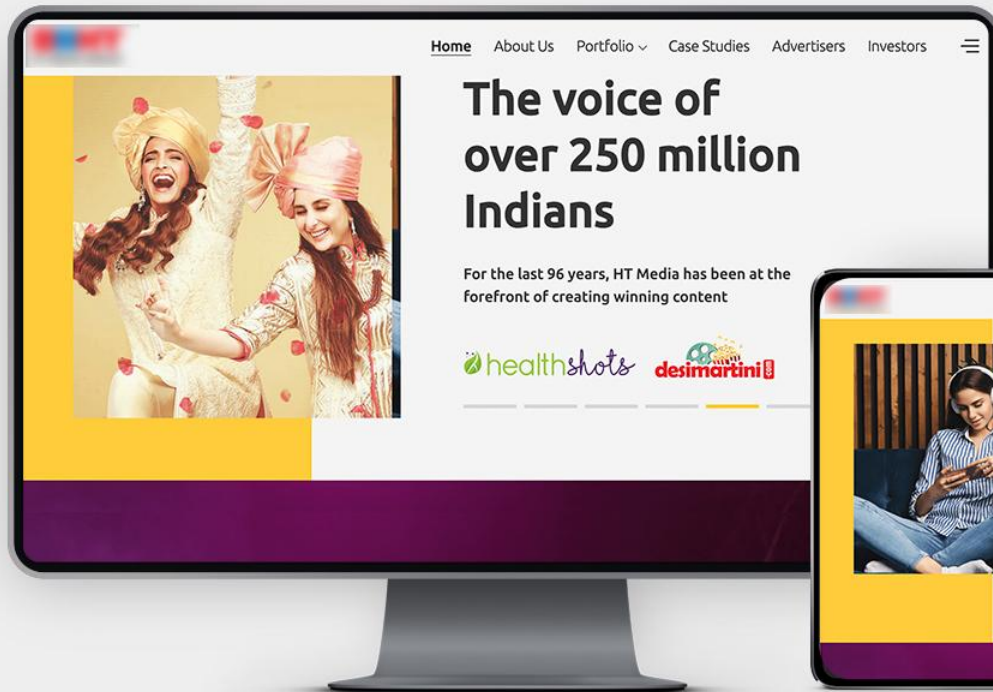 Home About Us Portfolio Case Studies Advertisers Investors
The voice of
over 250 million
Indians
For the last 96 years, HT Media has been at the
forefront of creating winning content
healthshots desimartini.com